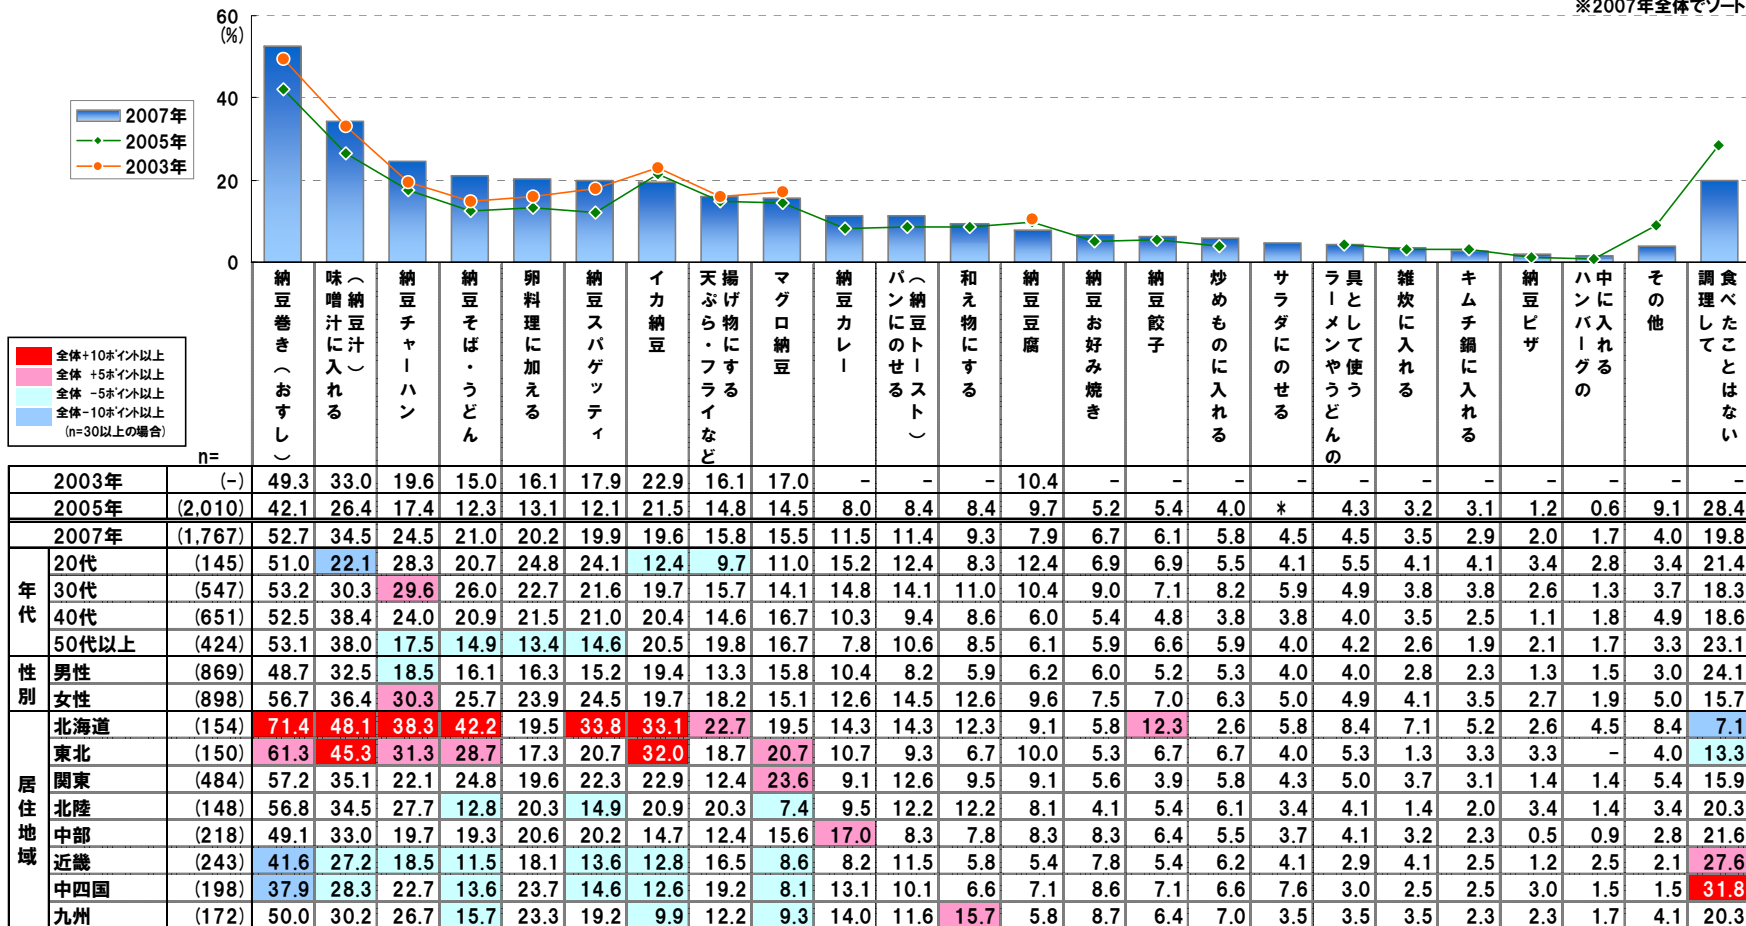 ※2007年全体でソート
60
(%)
40
20
0
2007年
2005年
2003年
全体+10ポイント以上
全体 +5ポイント以上
全体 -5ポイント以上
全体-10ポイント以上
(n=30以上の場合)
n=
納豆巻き（おすし）
味噌汁に入れる
（納豆汁）
納豆チャーハン
納豆そば・うどん
卵料理に加える
納豆スパゲッティ
イカ納豆
天ぷら・フライなど
揚げ物にする
マグロ納豆
納豆カレー
パンにのせる
（納豆トースト）
和え物にする
納豆豆腐
納豆お好み焼き
納豆餃子
炒めものに入れる
サラダにのせる
ラーメンやうどんの
具として使う
雑炊に入れる
キムチ鍋に入れる
納豆ピザ
ハンバーグの
中に入れる
その他
調理して
食べたことはない
2003年 (-) 49.3 33.0 19.6 15.0 16.1 17.9 22.9 16.1 17.0 - - - 10.4 - - - - - - - - - - -
2005年 (2,010) 42.1 26.4 17.4 12.3 13.1 12.1 21.5 14.8 14.5 8.0 8.4 8.4 9.7 5.2 5.4 4.0 * 4.3 3.2 3.1 1.2 0.6 9.1 28.4
2007年 (1,767) 52.7 34.5 24.5 21.0 20.2 19.9 19.6 15.8 15.5 11.5 11.4 9.3 7.9 6.7 6.1 5.8 4.5 4.5 3.5 2.9 2.0 1.7 4.0 19.8
年代
20代 (145) 51.0 22.1 28.3 20.7 24.8 24.1 12.4 9.7 11.0 15.2 12.4 8.3 12.4 6.9 6.9 5.5 4.1 5.5 4.1 4.1 3.4 2.8 3.4 21.4
30代 (547) 53.2 30.3 29.6 26.0 22.7 21.6 19.7 15.7 14.1 14.8 14.1 11.0 10.4 9.0 7.1 8.2 5.9 4.9 3.8 3.8 2.6 1.3 3.7 18.3
40代 (651) 52.5 38.4 24.0 20.9 21.5 21.0 20.4 14.6 16.7 10.3 9.4 8.6 6.0 5.4 4.8 3.8 3.8 4.0 3.5 2.5 1.1 1.8 4.9 18.6
50代以上 (424) 53.1 38.0 17.5 14.9 13.4 14.6 20.5 19.8 16.7 7.8 10.6 8.5 6.1 5.9 6.6 5.9 4.0 4.2 2.6 1.9 2.1 1.7 3.3 23.1
性別
男性 (869) 48.7 32.5 18.5 16.1 16.3 15.2 19.4 13.3 15.8 10.4 8.2 5.9 6.2 6.0 5.2 5.3 4.0 4.0 2.8 2.3 1.3 1.5 3.0 24.1
女性 (898) 56.7 36.4 30.3 25.7 23.9 24.5 19.7 18.2 15.1 12.6 14.5 12.6 9.6 7.5 7.0 6.3 5.0 4.9 4.1 3.5 2.7 1.9 5.0 15.7
居住地域
北海道 (154) 71.4 48.1 38.3 42.2 19.5 33.8 33.1 22.7 19.5 14.3 14.3 12.3 9.1 5.8 12.3 2.6 5.8 8.4 7.1 5.2 2.6 4.5 8.4 7.1
東北 (150) 61.3 45.3 31.3 28.7 17.3 20.7 32.0 18.7 20.7 10.7 9.3 6.7 10.0 5.3 6.7 6.7 4.0 5.3 1.3 3.3 3.3 - 4.0 13.3
関東 (484) 57.2 35.1 22.1 24.8 19.6 22.3 22.9 12.4 23.6 9.1 12.6 9.5 9.1 5.6 3.9 5.8 4.3 5.0 3.7 3.1 1.4 1.4 5.4 15.9
北陸 (148) 56.8 34.5 27.7 12.8 20.3 14.9 20.9 20.3 7.4 9.5 12.2 12.2 8.1 4.1 5.4 6.1 3.4 4.1 1.4 2.0 3.4 1.4 3.4 20.3
中部 (218) 49.1 33.0 19.7 19.3 20.6 20.2 14.7 12.4 15.6 17.0 8.3 7.8 8.3 8.3 6.4 5.5 3.7 4.1 3.2 2.3 0.5 0.9 2.8 21.6
近畿 (243) 41.6 27.2 18.5 11.5 18.1 13.6 12.8 16.5 8.6 8.2 11.5 5.8 5.4 7.8 5.4 6.2 4.1 2.9 4.1 2.5 1.2 2.5 2.1 27.6
中四国 (198) 37.9 28.3 22.7 13.6 23.7 14.6 12.6 19.2 8.1 13.1 10.1 6.6 7.1 8.6 7.1 6.6 7.6 3.0 2.5 2.5 3.0 1.5 1.5 31.8
九州 (172) 50.0 30.2 26.7 15.7 23.3 19.2 9.9 12.2 9.3 14.0 11.6 15.7 5.8 8.7 6.4 7.0 3.5 3.5 3.5 2.3 2.3 1.7 4.1 20.3